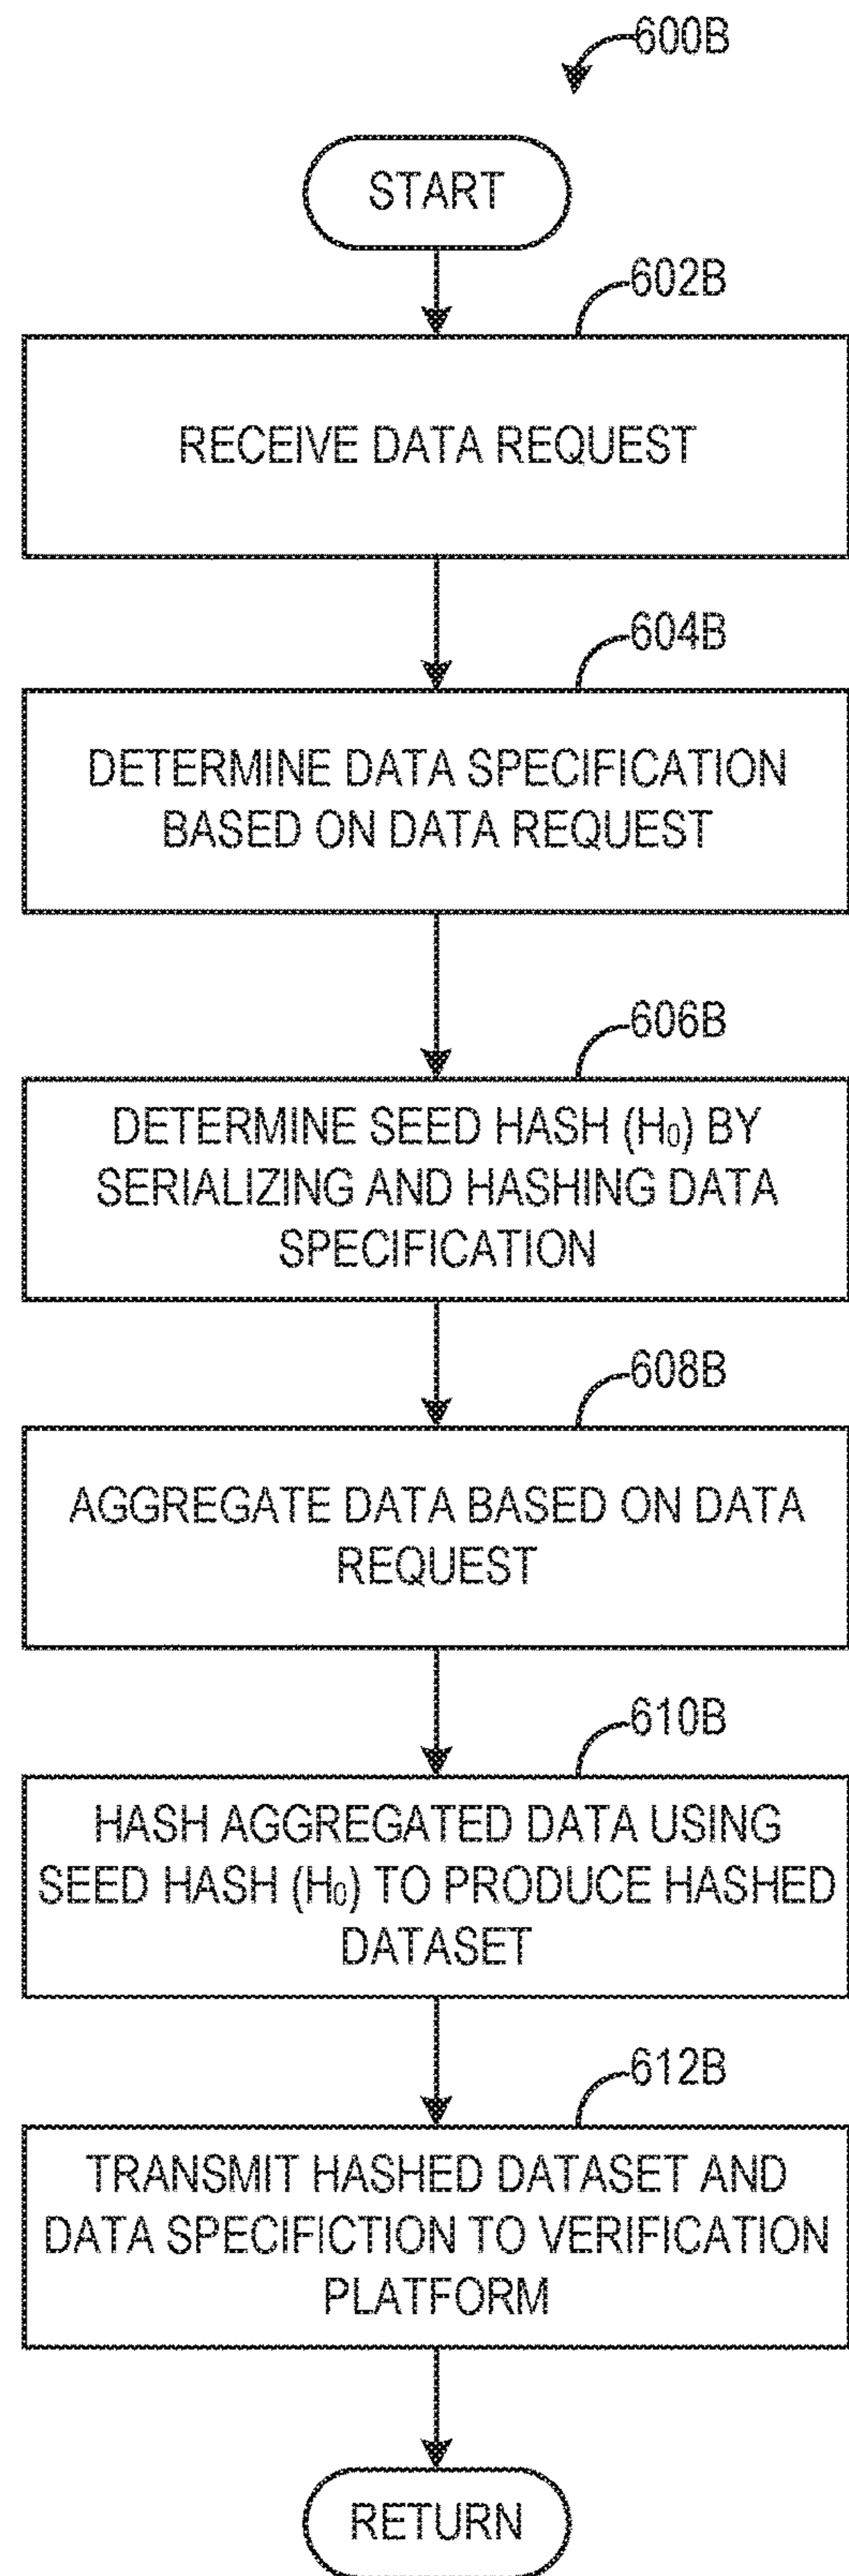 600B
START
602B
RECEIVE DATA REQUEST
604B
DETERMINE DATA SPECIFICATION
BASED ON DATA REQUEST
606B
DETERMINE SEED HASH (H₀) BY
SERIALIZING AND HASHING DATA
SPECIFICATION
608B
AGGREGATE DATA BASED ON DATA
REQUEST
610B
HASH AGGREGATED DATA USING
SEED HASH (H₀) TO PRODUCE HASHED
DATASET
612B
TRANSMIT HASHED DATASET AND
DATA SPECIFICTION TO VERIFICATION
PLATFORM
RETURN